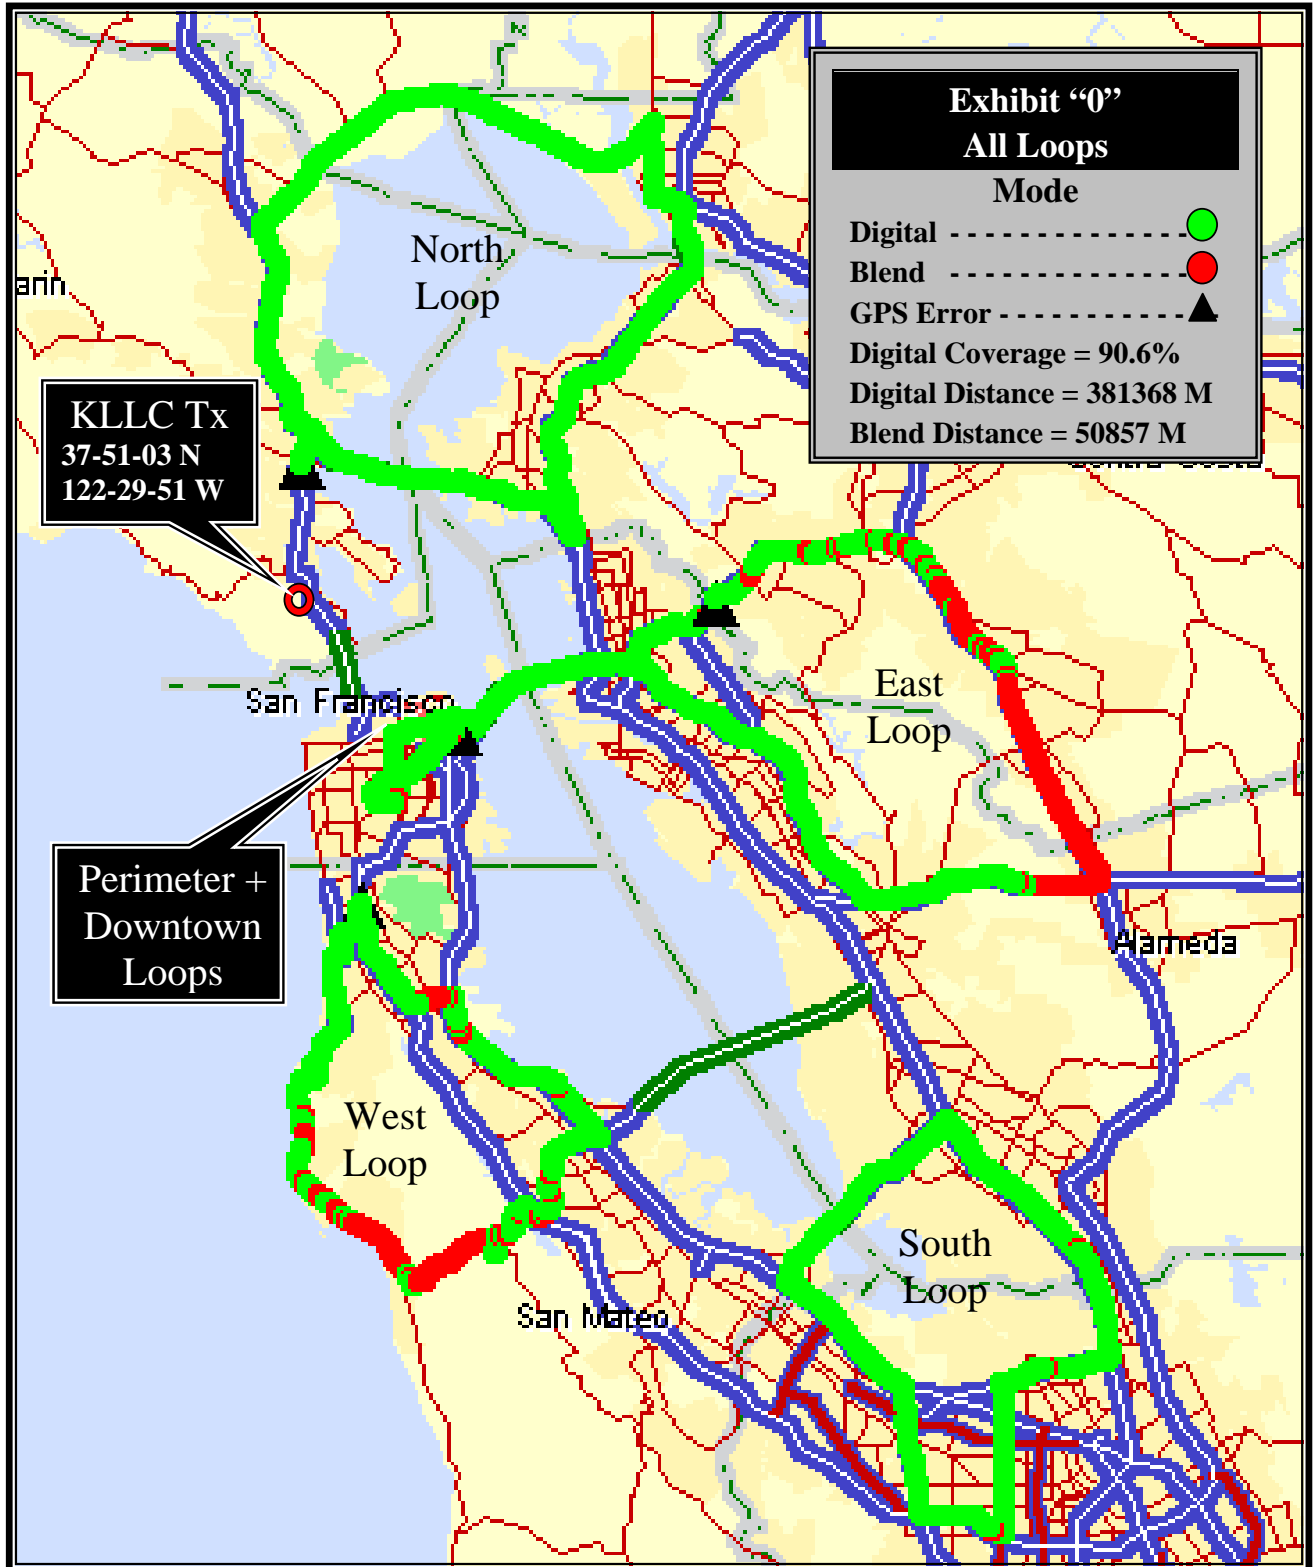 Exhibit “0”
All Loops
Mode
Digital - - - - - - - - - - - - - - -
Blend - - - - - - - - - - - - - - -
GPS Error - - - - - - - - - - - -
Digital Coverage = 90.6%
Digital Distance = 381368 M
Blend Distance = 50857 M
North
Loop
arin
KLLC Tx
37-51-03 N
122-29-51 W
San Francisco
East
Loop
Perimeter +
Downtown
Loops
Alameda
West
Loop
South
Loop
San Mateo